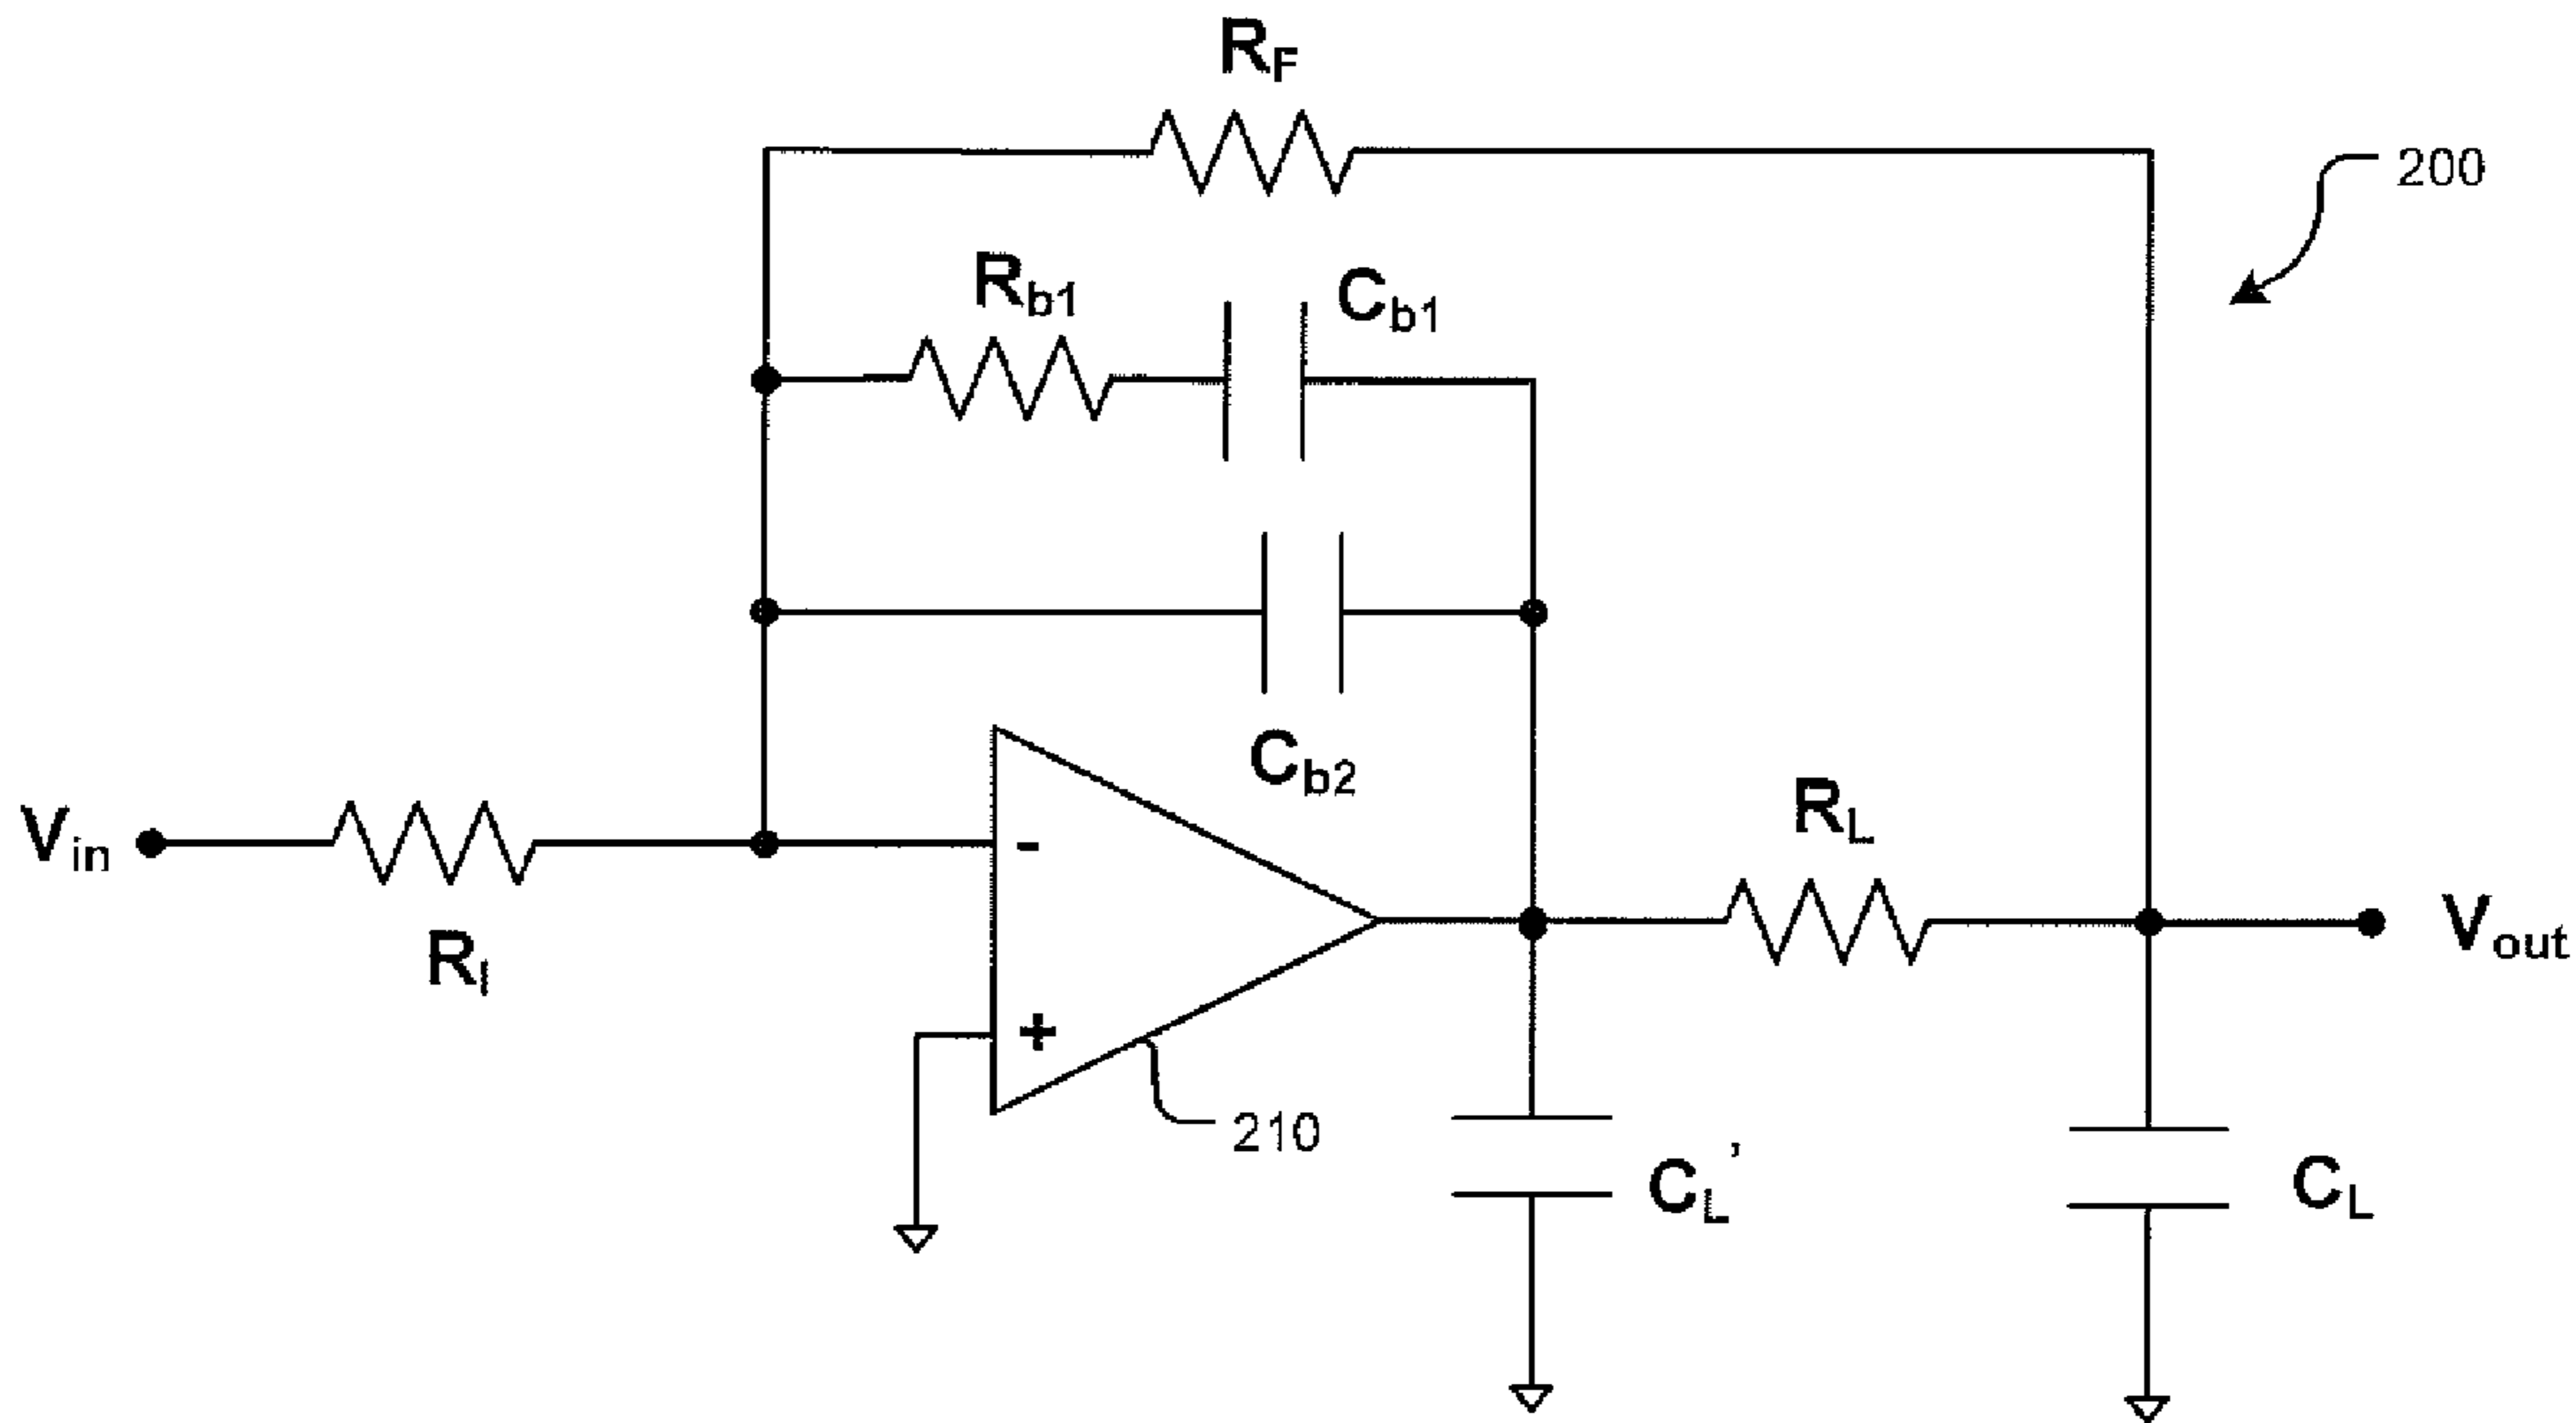 R_F
200
R_b1
C_b1
C_b2
V_in
R_I
-
+
210
R_L
V_out
C_L'
C_L